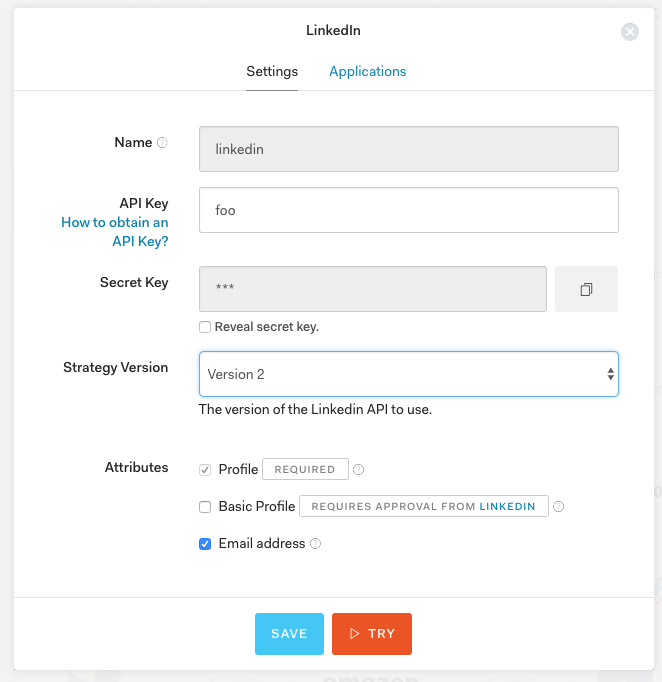 LinkedIn
Settings Applications
Name
linkedin
API Key
How to obtain an
API Key?
foo
Secret Key
***
Reveal secret key.
Strategy Version
Version 2
The version of the Linkedin API to use.
Attributes
Profile REQUIRED
Basic Profile REQUIRES APPROVAL FROM LINKEDIN
Email address
SAVE TRY